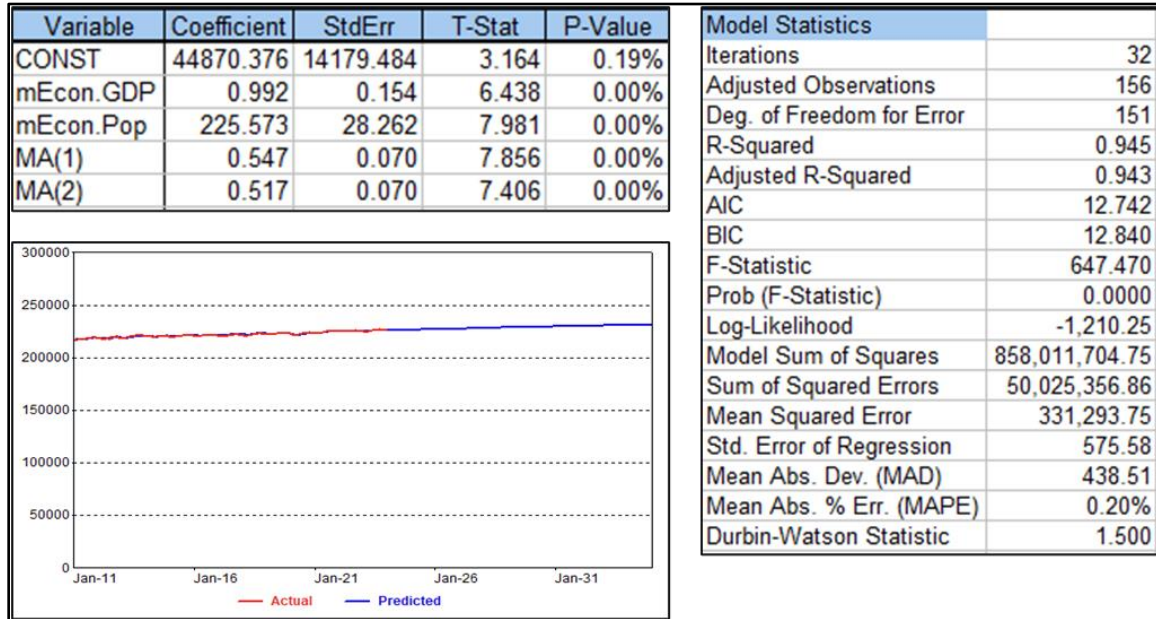 Variable Coefficient StdErr T-Stat P-Value
CONST 44870.376 14179.484 3.164 0.19%
mEcon.GDP 0.992 0.154 6.438 0.00%
mEcon.Pop 225.573 28.262 7.981 0.00%
MA(1) 0.547 0.070 7.856 0.00%
MA(2) 0.517 0.070 7.406 0.00%
300000
250000
200000
150000
100000
50000
0
Jan-11 Jan-16 Jan-21 Jan-26 Jan-31
Actual Predicted
Model Statistics
Iterations 32
Adjusted Observations 156
Deg. of Freedom for Error 151
R-Squared 0.945
Adjusted R-Squared 0.943
AIC 12.742
BIC 12.840
F-Statistic 647.470
Prob (F-Statistic) 0.0000
Log-Likelihood -1,210.25
Model Sum of Squares 858,011,704.75
Sum of Squared Errors 50,025,356.86
Mean Squared Error 331,293.75
Std. Error of Regression 575.58
Mean Abs. Dev. (MAD) 438.51
Mean Abs. % Err. (MAPE) 0.20%
Durbin-Watson Statistic 1.500